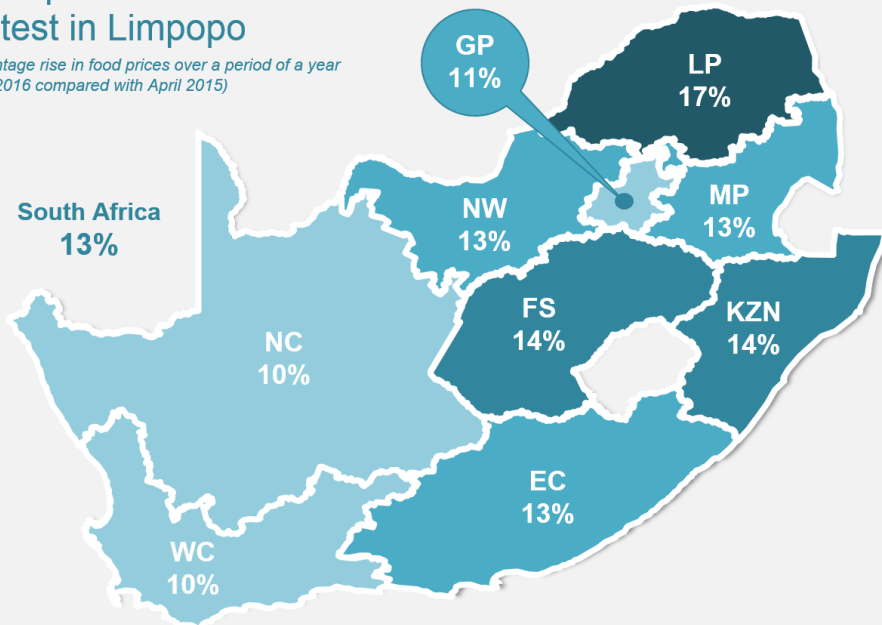 test in Limpopo
ntage rise in food prices over a period of a year
2016 compared with April 2015)
GP
11%
LP
17%
South Africa
13%
NW
13%
MP
13%
FS
14%
KZN
14%
NC
10%
EC
13%
WC
10%